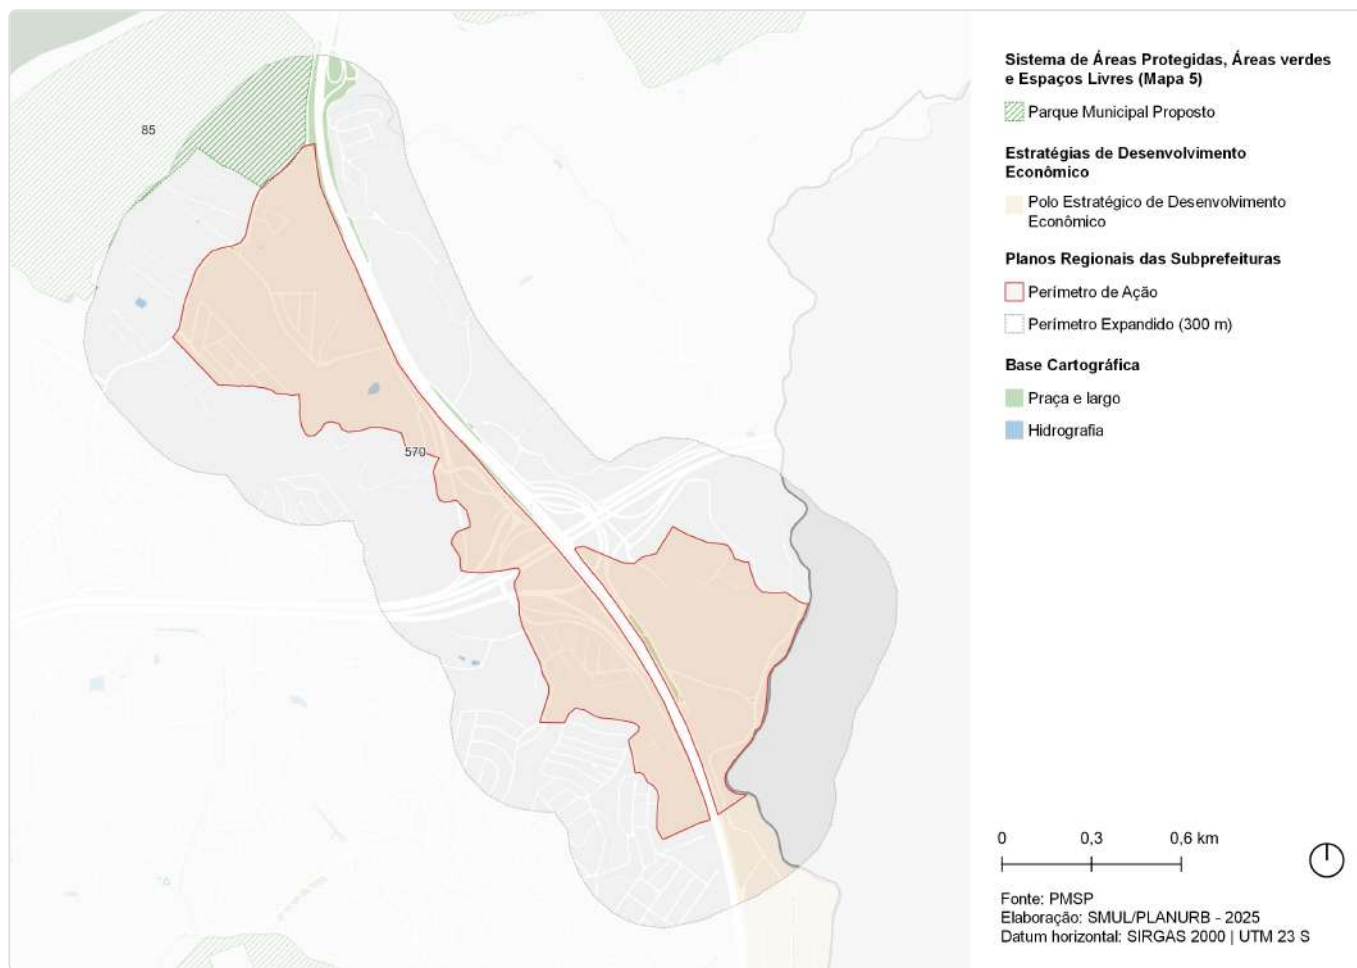 Sistema de Áreas Protegidas, Áreas verdes
e Espaços Livres (Mapa 5)
Parque Municipal Proposto
Estratégias de Desenvolvimento
Econômico
Polo Estratégico de Desenvolvimento
Econômico
Planos Regionais das Subprefeituras
Perímetro de Ação
Perímetro Expandido (300 m)
Base Cartográfica
Praça e largo
Hidrografia
85
570
0 0,3 0,6 km
Fonte: PMSP
Elaboração: SMUL/PLANURB - 2025
Datum horizontal: SIRGAS 2000 | UTM 23 S